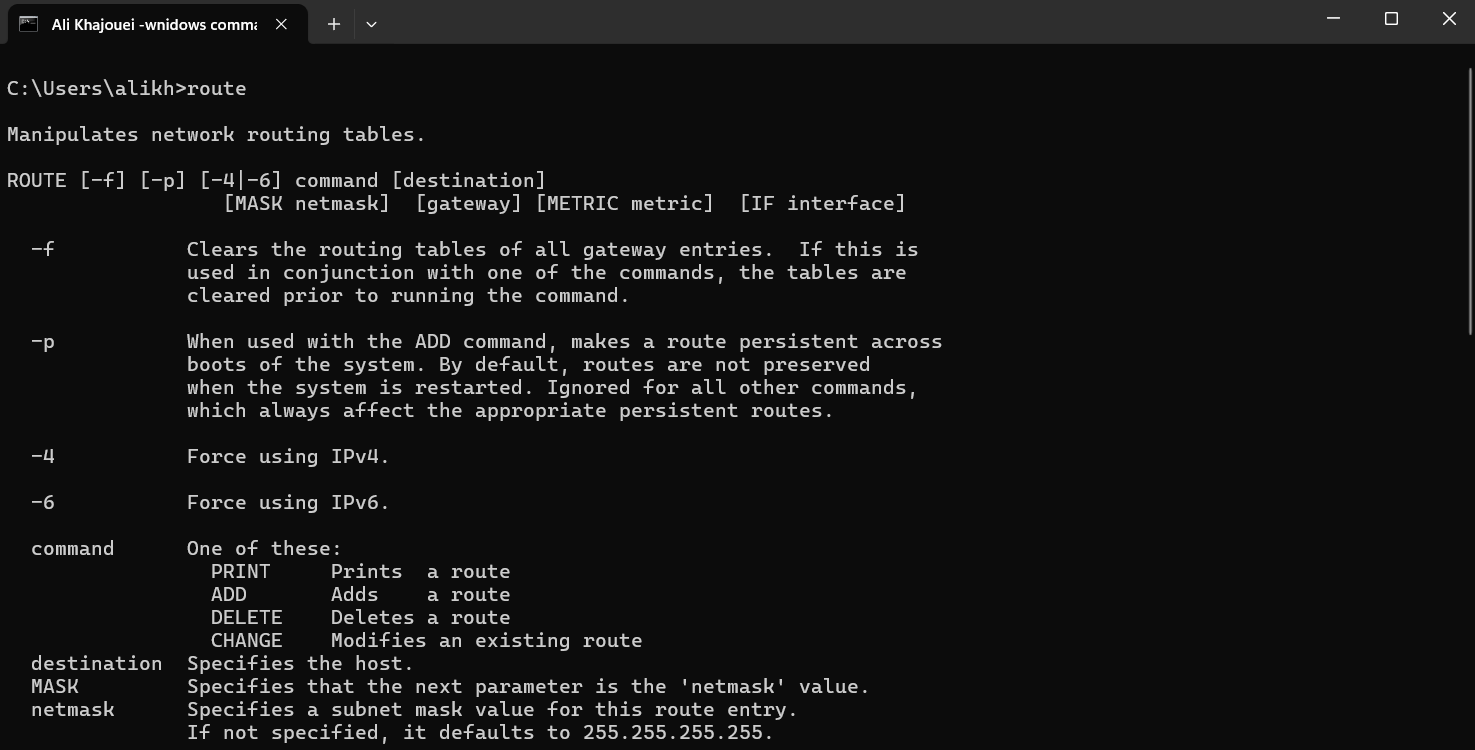 Ali Khajouei -wnidows comma
C:\Users\alikh>route
Manipulates network routing tables.
ROUTE [-f] [-p] [-4|-6] command [destination]
                  [MASK netmask]  [gateway] [METRIC metric]  [IF interface]
  -f           Clears the routing tables of all gateway entries.  If this is
               used in conjunction with one of the commands, the tables are
               cleared prior to running the command.
  -p           When used with the ADD command, makes a route persistent across
               boots of the system. By default, routes are not preserved
               when the system is restarted. Ignored for all other commands,
               which always affect the appropriate persistent routes.
  -4           Force using IPv4.
  -6           Force using IPv6.
  command      One of these:
                 PRINT     Prints  a route
                 ADD       Adds    a route
                 DELETE    Deletes a route
                 CHANGE    Modifies an existing route
  destination  Specifies the host.
  MASK         Specifies that the next parameter is the 'netmask' value.
  netmask      Specifies a subnet mask value for this route entry.
               If not specified, it defaults to 255.255.255.255.